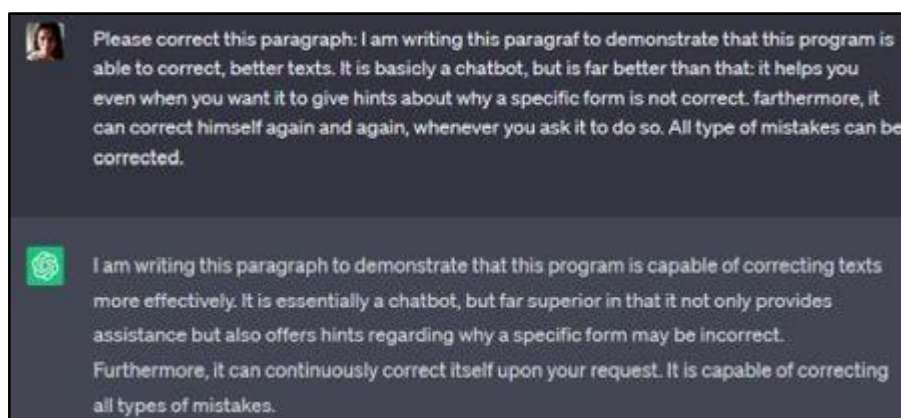 Please correct this paragraph: I am writing this paragraf to demonstrate that this program is
able to correct, better texts. It is basicly a chatbot, but is far better than that: it helps you
even when you want it to give hints about why a specific form is not correct. farthermore, it
can correct himself again and again, whenever you ask it to do so. All type of mistakes can be
corrected.
I am writing this paragraph to demonstrate that this program is capable of correcting texts
more effectively. It is essentially a chatbot, but far superior in that it not only provides
assistance but also offers hints regarding why a specific form may be incorrect.
Furthermore, it can continuously correct itself upon your request. It is capable of correcting
all types of mistakes.